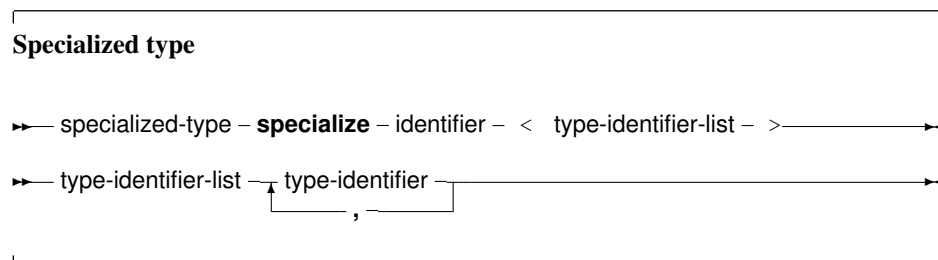 Specialized type
specialized-type – specialize – identifier – < type-identifier-list – >
type-identifier-list – type-identifier –
, –